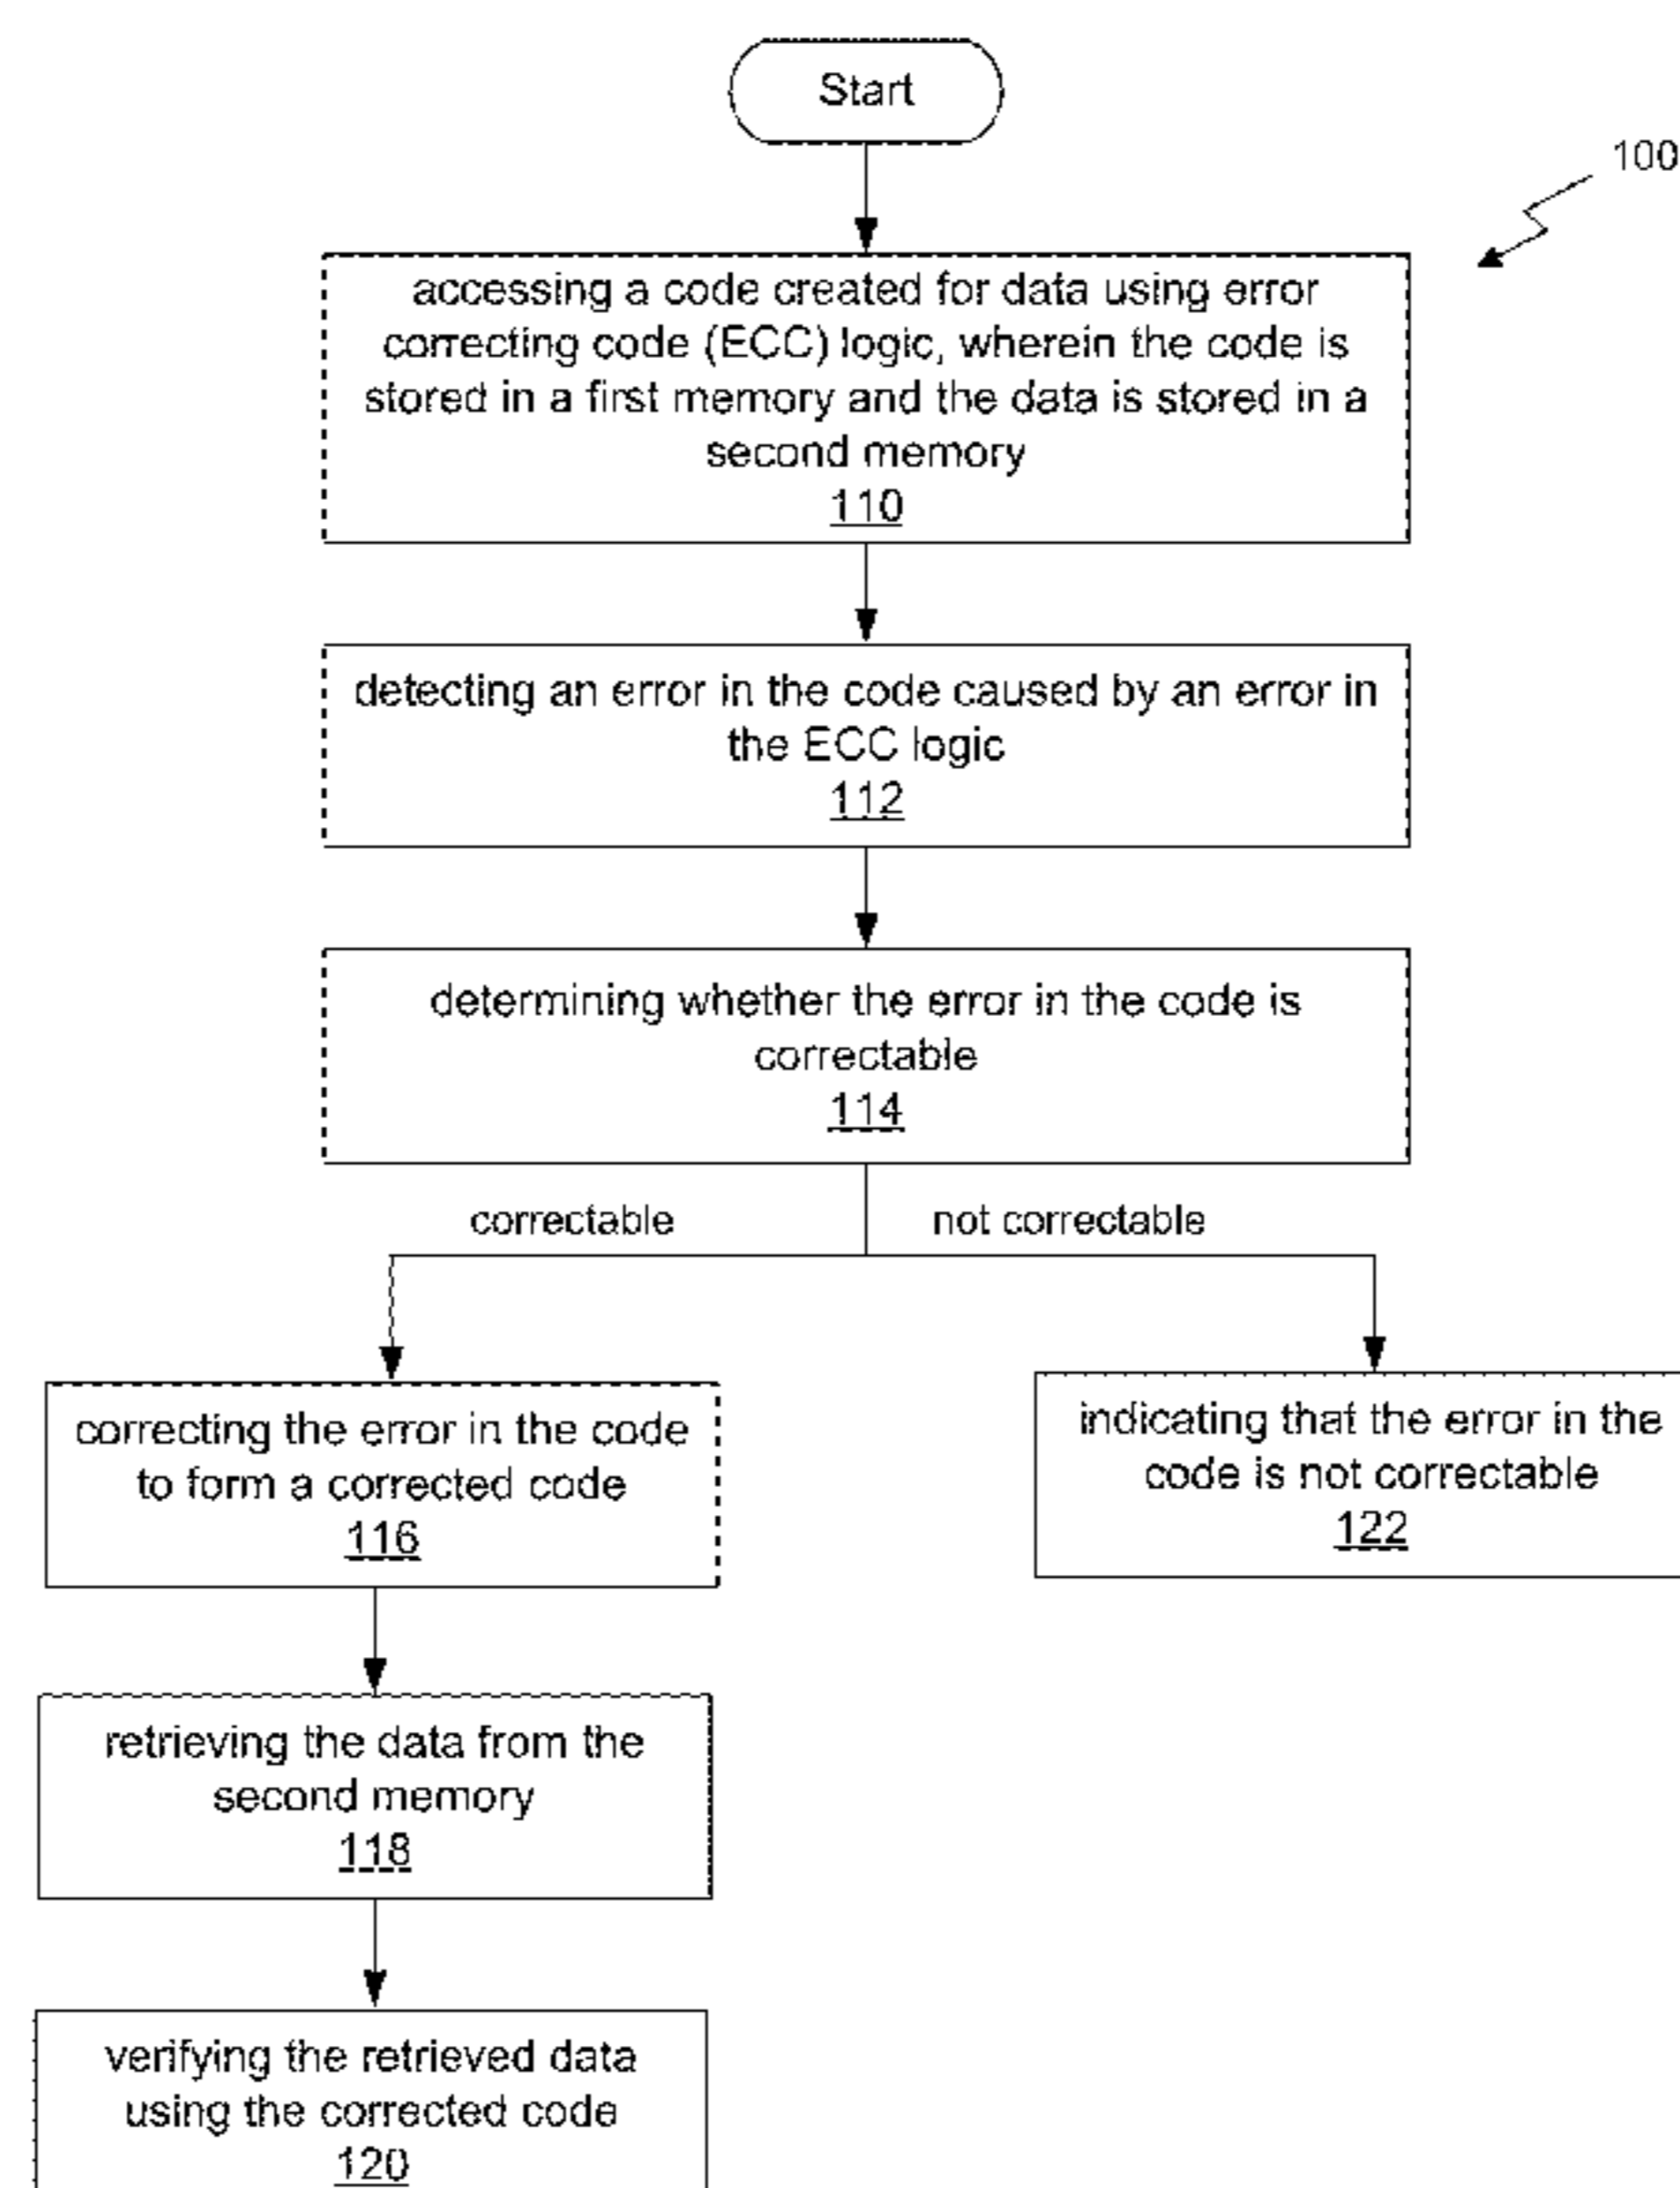 Start
100
accessing a code created for data using error
correcting code (ECC) logic, wherein the code is
stored in a first memory and the data is stored in a
second memory
110
detecting an error in the code caused by an error in
the ECC logic
112
determining whether the error in the code is
correctable
114
correctable
not correctable
correcting the error in the code
to form a corrected code
116
indicating that the error in the
code is not correctable
122
retrieving the data from the
second memory
118
verifying the retrieved data
using the corrected code
120